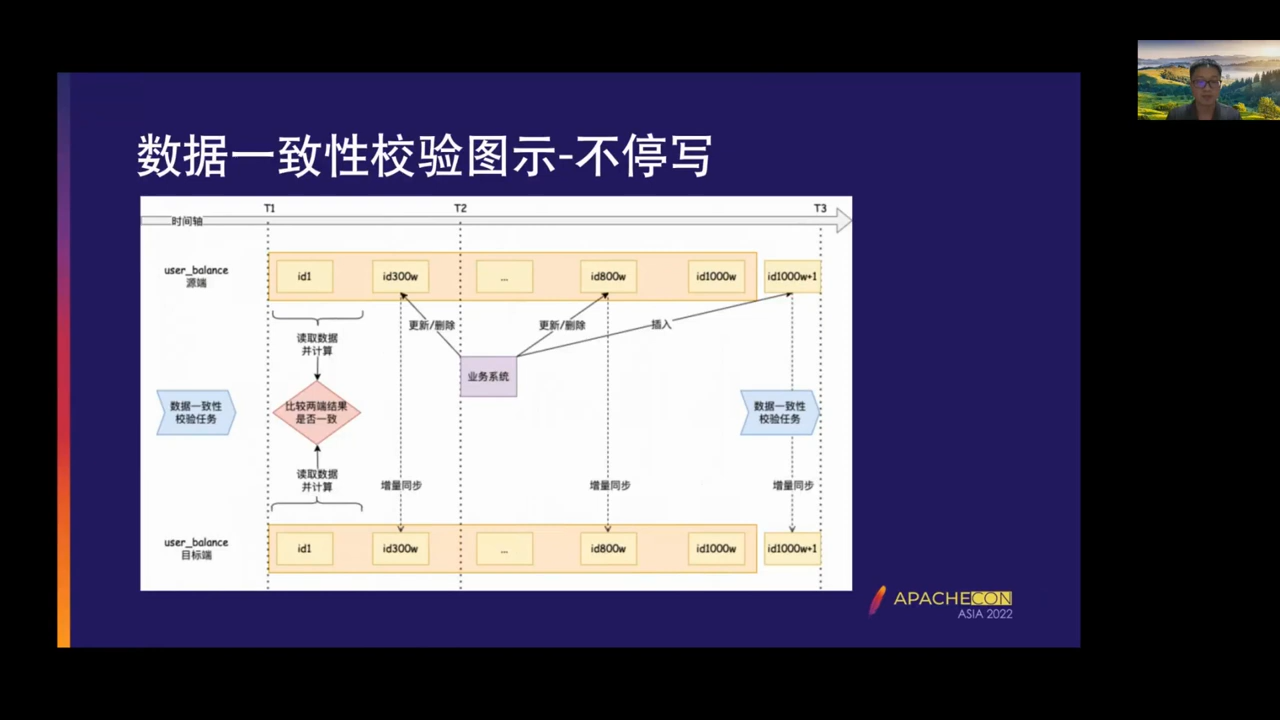 数据一致性校验图示-不停写
T1
T2
T3
时间轴
user_balance
源端
id1
id300w
...
id800w
id1000w
id1000w+1
读取数据
并计算
更新/删除
更新/删除
插入
业务系统
数据一致性
校验任务
比较两端结果
是否一致
数据一致性
校验任务
读取数据
并计算
增量同步
增量同步
增量同步
user_balance
目标端
id1
id300w
...
id800w
id1000w
id1000w+1
APACHECON
ASIA 2022